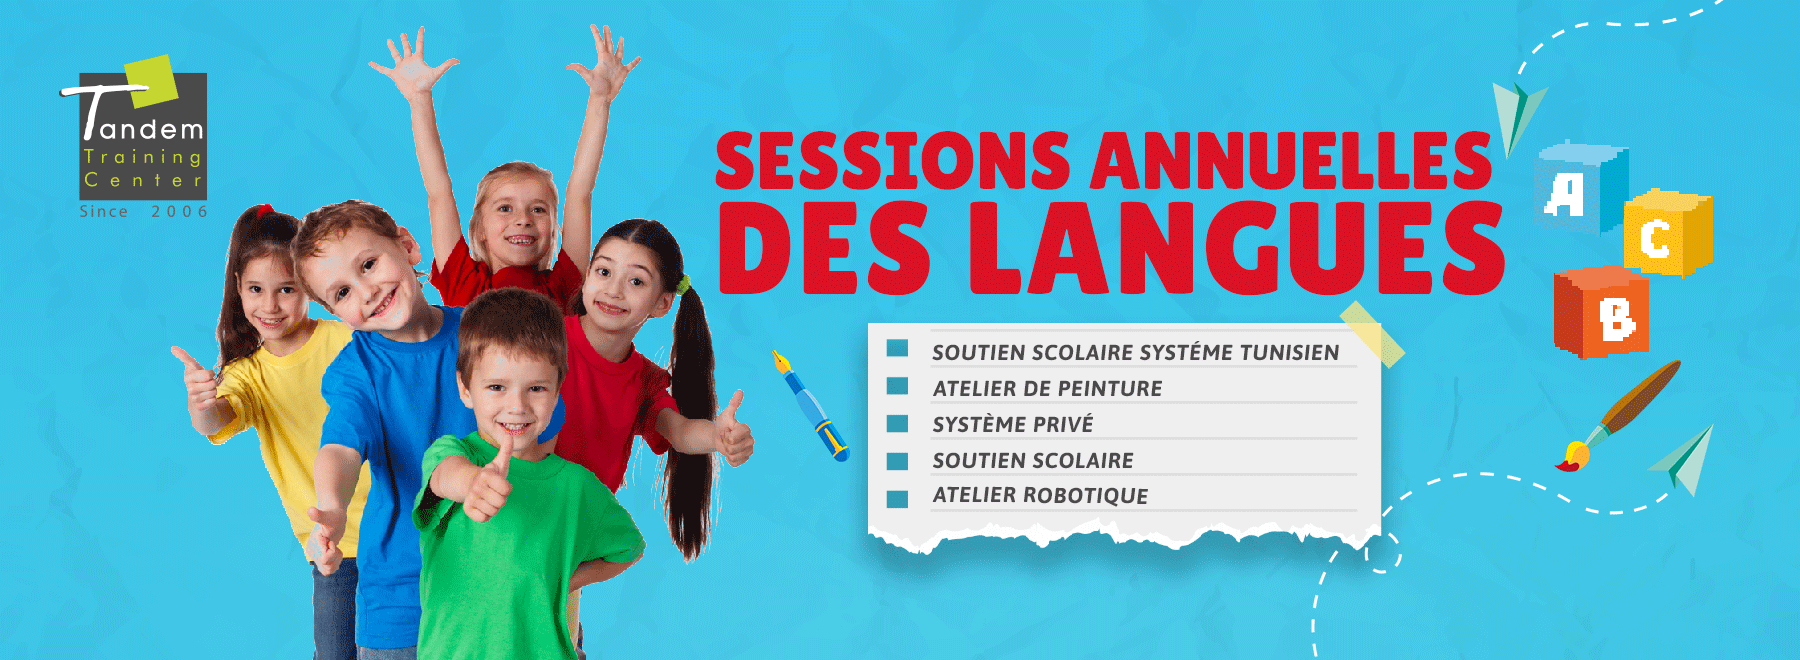 Tandem
Training
Center
Since 2006
SESSIONS ANNUELLES
DES LANGUES
SOUTIEN SCOLAIRE SYSTÉME TUNISIEN
ATELIER DE PEINTURE
SYSTÈME PRIVÉ
SOUTIEN SCOLAIRE
ATELIER ROBOTIQUE
A
C
B